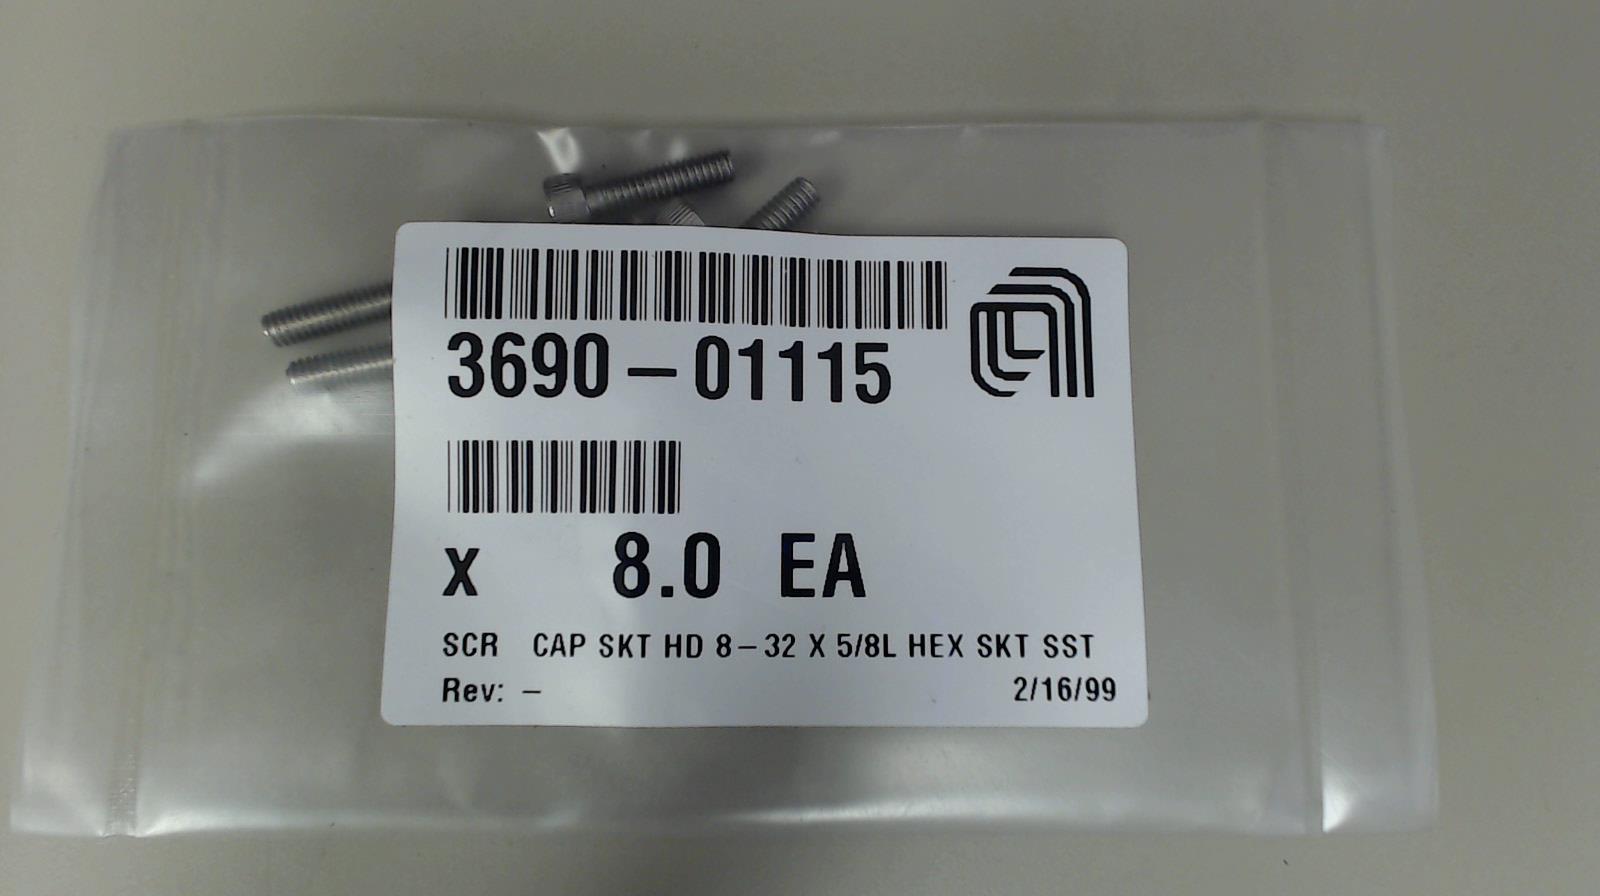 3690-01115
X 8.0 EA
SCR CAP SKT HD 8-32 X 5/8L HEX SKT SST
Rev: - 2/16/99